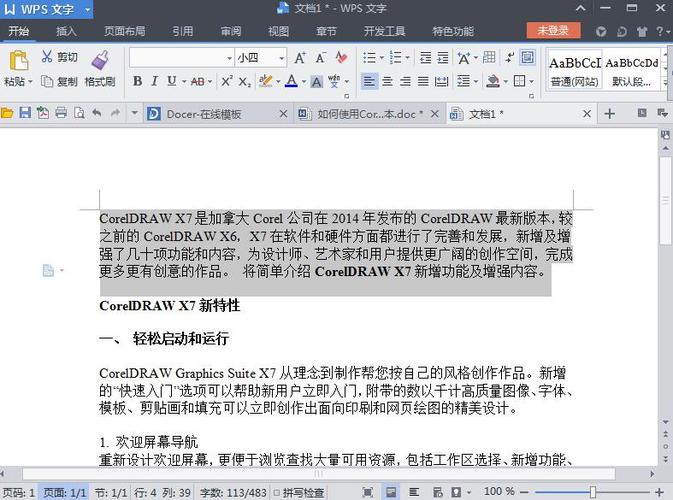 WPS 文字
文档1 * - WPS 文字
开始 插入 页面布局 引用 审阅 视图 章节 开发工具 特色功能 未登录
剪切
粘贴 复制 格式刷
小四
B I U AB X² X₂ A A wén文
AaBbCcI AaBbCcDd
普通(网站) 默认段...
Docer-在线模板 如何使用Cor...本.doc * 文档1 *
CorelDRAW X7 是加拿大 Corel 公司在 2014 年发布的 CorelDRAW 最新版本, 较
之前的 CorelDRAW X6，X7 在软件和硬件方面都进行了完善和发展，新增及增
强了几十项功能和内容，为设计师、艺术家和用户提供更广阔的创作空间，完成
更多更有创意的作品。 将简单介绍 CorelDRAW X7 新增功能及增强内容。
CorelDRAW X7 新特性
一、 轻松启动和运行
CorelDRAW Graphics Suite X7 从理念到制作帮您按自己的风格创作作品。新增
的“快速入门”选项可以帮助新用户立即入门，附带的数以千计高质量图像、字体、
模板、剪贴画和填充可以立即创作出面向印刷和网页绘图的精美设计。
1. 欢迎屏幕导航
重新设计欢迎屏幕，更便于浏览查找大量可用资源，包括工作区选择、新增功能、
页码: 1 页面: 1/1 节: 1/1 行: 4 列: 39 字数: 113/483 拼写检查 100 %